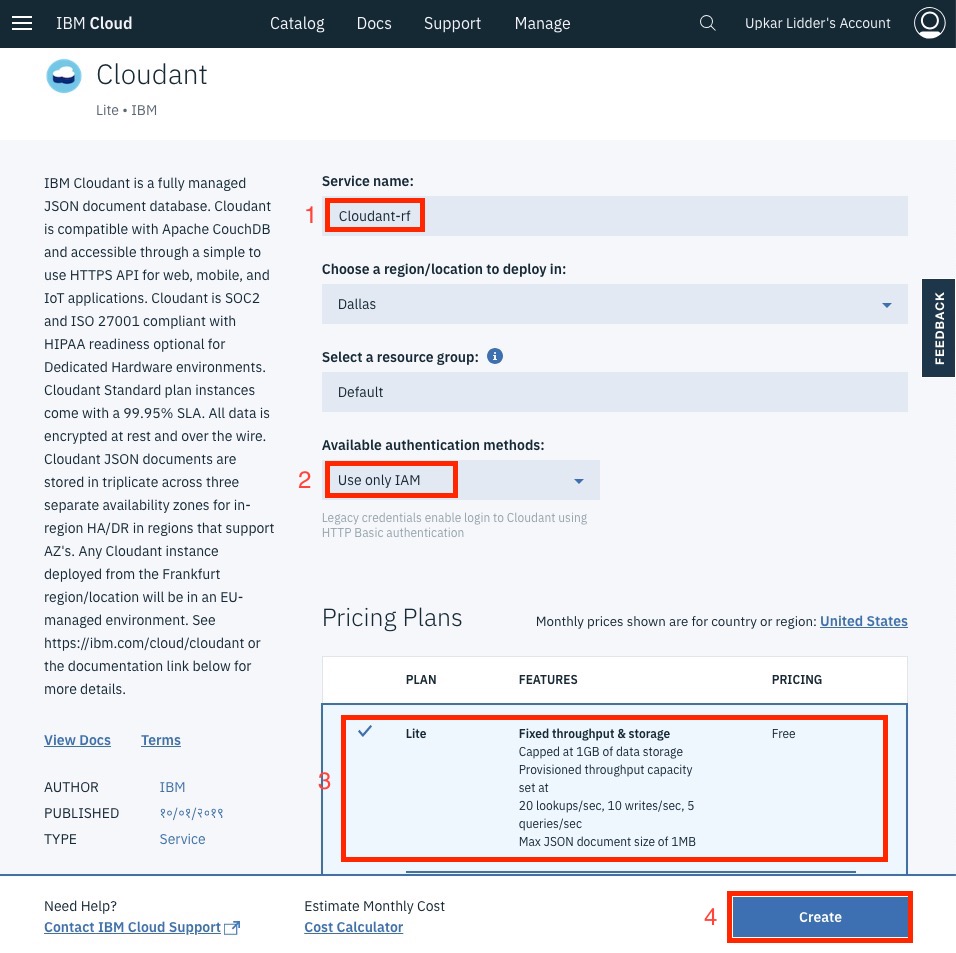 IBM Cloud
Catalog
Docs
Support
Manage
Upkar Lidder's Account
Cloudant
Lite • IBM
IBM Cloudant is a fully managed
JSON document database. Cloudant
is compatible with Apache CouchDB
and accessible through a simple to
use HTTPS API for web, mobile, and
IoT applications. Cloudant is SOC2
and ISO 27001 compliant with
HIPAA readiness optional for
Dedicated Hardware environments.
Cloudant Standard plan instances
come with a 99.95% SLA. All data is
encrypted at rest and over the wire.
Cloudant JSON documents are
stored in triplicate across three
separate availability zones for in-
region HA/DR in regions that support
AZ's. Any Cloudant instance
deployed from the Frankfurt
region/location will be in an EU-
managed environment. See
https://ibm.com/cloud/cloudant or
the documentation link below for
more details.
View Docs
Terms
AUTHOR IBM
PUBLISHED १०/०१/२०१९
TYPE Service
Service name:
1
Cloudant-rf
Choose a region/location to deploy in:
Dallas
Select a resource group:
Default
Available authentication methods:
2
Use only IAM
Legacy credentials enable login to Cloudant using
HTTP Basic authentication
Pricing Plans
Monthly prices shown are for country or region: United States
PLAN FEATURES PRICING
3
Lite
Fixed throughput & storage
Capped at 1GB of data storage
Provisioned throughput capacity
set at
20 lookups/sec, 10 writes/sec, 5
queries/sec
Max JSON document size of 1MB
Free
FEEDBACK
Need Help?
Contact IBM Cloud Support
Estimate Monthly Cost
Cost Calculator
4
Create